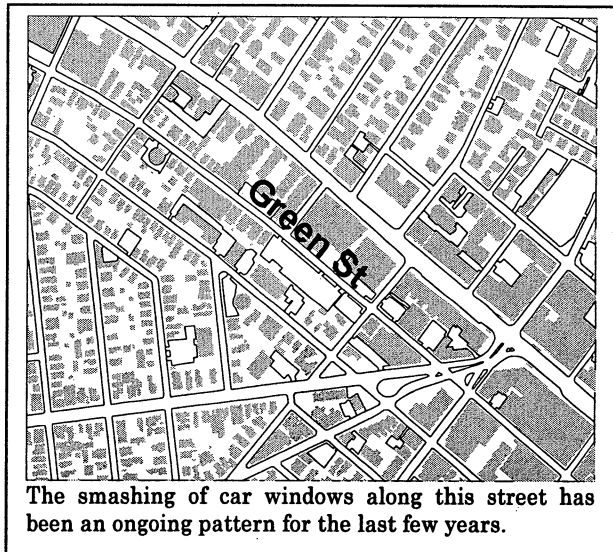 Green St
The smashing of car windows along this street has
been an ongoing pattern for the last few years.